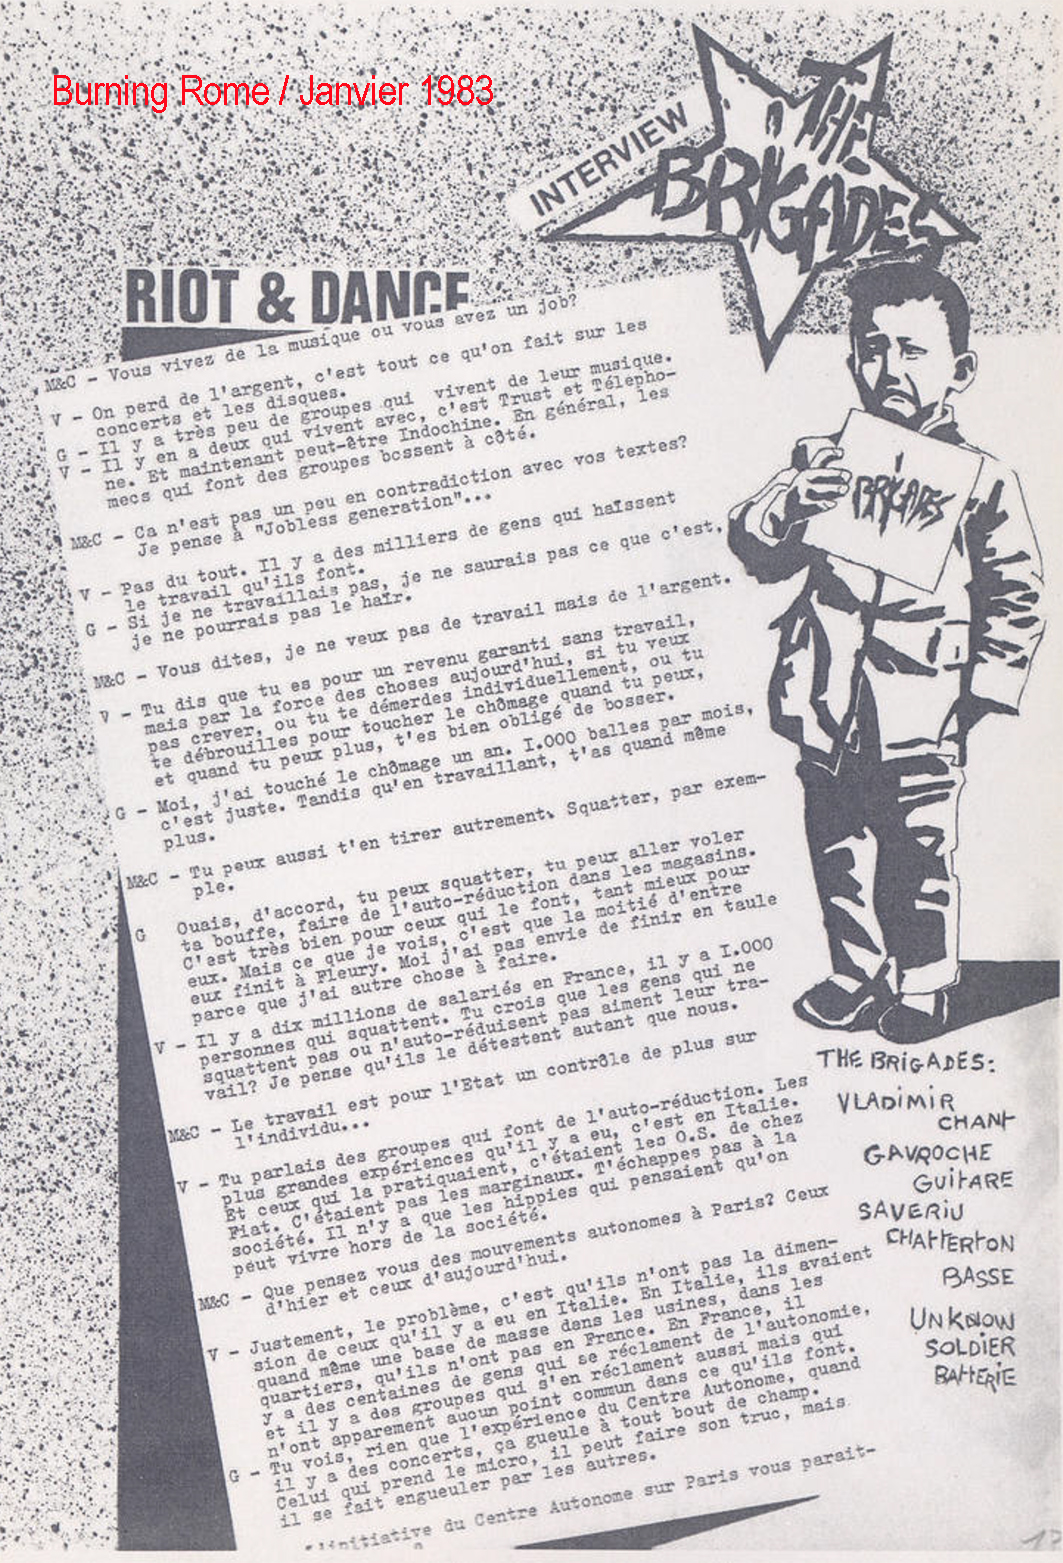 Burning Rome / Janvier 1983
INTERVIEW
THE
BRIGADES
RIOT & DANCE
M&C - Vous vivez de la musique ou vous avez un job?
V - On perd de l'argent, c'est tout ce qu'on fait sur les
concerts et les disques.
G - Il y a très peu de groupes qui vivent de leur musique.
V - Il y en a deux qui vivent avec, c'est Trust et Télépho-
ne. Et maintenant peut-être Indochine. En général, les
mecs qui font des groupes bossent à côté.
M&C - Ca n'est pas un peu en contradiction avec vos textes?
Je pense à "Jobless generation"...
V - Pas du tout. Il y a des milliers de gens qui haïssent
le travail qu'ils font.
G - Si je ne travaillais pas, je ne saurais pas ce que c'est,
je ne pourrais pas le haïr.
M&C - Vous dites, je ne veux pas de travail mais de l'argent.
V - Tu dis que tu es pour un revenu garanti sans travail,
mais par la force des choses aujourd'hui, si tu veux
pas crever, ou tu te démerdes individuellement, ou tu
te débrouilles pour toucher le chômage quand tu peux,
et quand tu peux plus, t'es bien obligé de bosser.
G - Moi, j'ai touché le chômage un an. I.000 balles par mois,
c'est juste. Tandis qu'en travaillant, t'as quand même
plus.
M&C - Tu peux aussi t'en tirer autrement. Squatter, par exem-
ple.
G Ouais, d'accord, tu peux squatter, tu peux aller voler
ta bouffe, faire de l'auto-réduction dans les magasins.
C'est très bien pour ceux qui le font, tant mieux pour
eux. Mais ce que je vois, c'est que la moitié d'entre
eux finit à Fleury. Moi j'ai pas envie de finir en taule
parce que j'ai autre chose à faire.
V - Il y a dix millions de salariés en France, il y a I.000
personnes qui squattent. Tu crois que les gens qui ne
squattent pas ou n'auto-réduisent pas aiment leur tra-
vail? Je pense qu'ils le détestent autant que nous.
M&C - Le travail est pour l'Etat un contrôle de plus sur
l'individu...
V - Tu parlais des groupes qui font de l'auto-réduction. Les
plus grandes expériences qu'il y a eu, c'est en Italie.
Et ceux qui la pratiquaient, c'étaient les O.S. de chez
Fiat. C'étaient pas les marginaux. T'échappes pas à la
société. Il n'y a que les hippies qui pensaient qu'on
peut vivre hors de la société.
M&C - Que pensez vous des mouvements autonomes à Paris? Ceux
d'hier et ceux d'aujourd'hui.
V - Justement, le problème, c'est qu'ils n'ont pas la dimen-
sion de ceux qu'il y a eu en Italie. En Italie, ils avaient
quand même une base de masse dans les usines, dans les
quartiers, qu'ils n'ont pas en France. En France, il
y a des centaines de gens qui se réclament de l'autonomie,
et il y a des groupes qui s'en réclament aussi mais qui
n'ont apparement aucun point commun dans ce qu'ils font.
G - Tu vois, rien que l'expérience du Centre Autonome, quand
il y a des concerts, ça gueule à tout bout de champ.
Celui qui prend le micro, il peut faire son truc, mais
il se fait engueuler par les autres.
l'initiative du Centre Autonome sur Paris vous parait-
BRIGADES
THE BRIGADES:
VLADIMIR
CHANT
GAVROCHE
GUITARE
SAVERIU
CHATTERTON
BASSE
UNKNOW
SOLDIER
BATTERIE